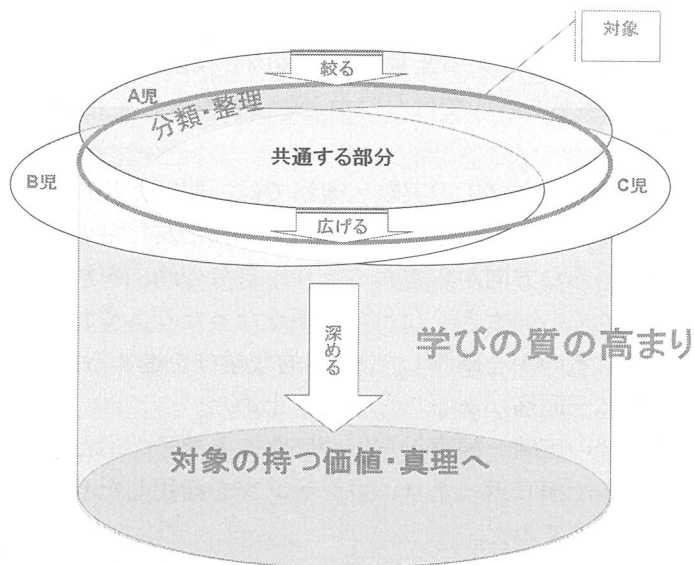 対象
絞る
A児
分類・整理
共通する部分
B児
C児
広げる
深める
学びの質の高まり
対象の持つ価値・真理へ